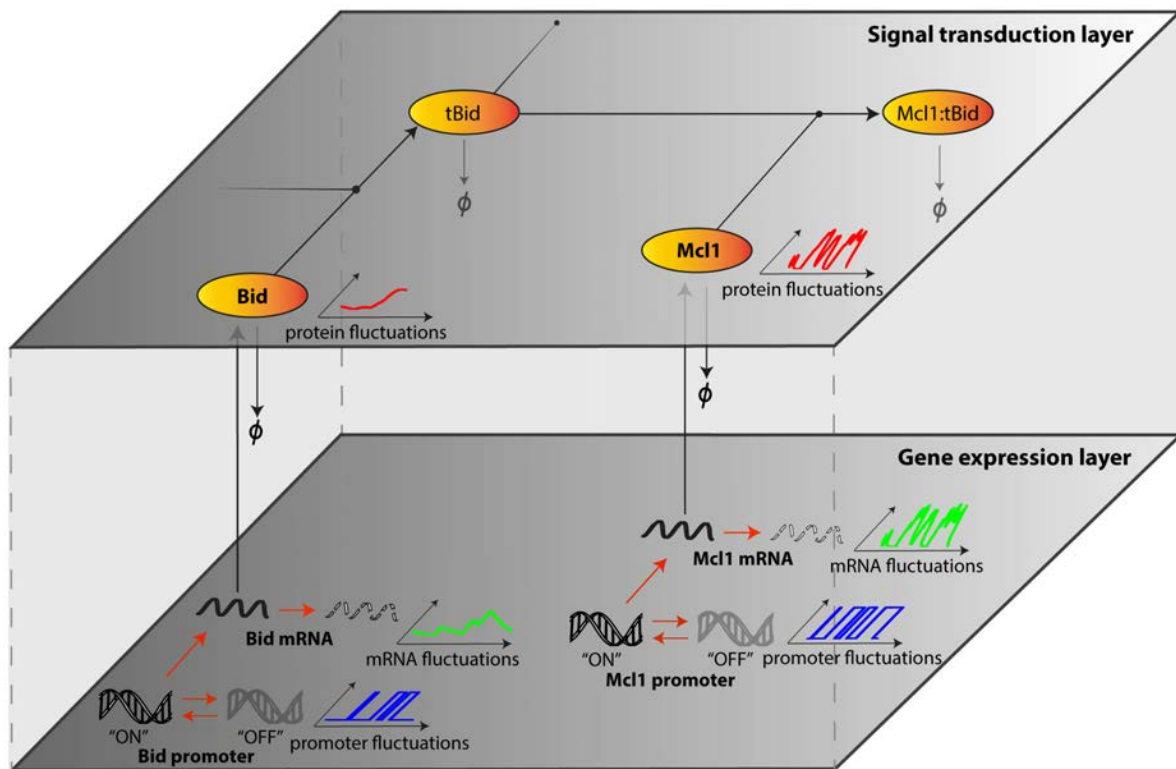 Signal transduction layer
tBid
Mcl1:tBid
ϕ
ϕ
Mcl1
protein fluctuations
Bid
protein fluctuations
ϕ
ϕ
Gene expression layer
Mcl1 mRNA
mRNA fluctuations
Bid mRNA
mRNA fluctuations
“ON”
“OFF”
promoter fluctuations
Mcl1 promoter
“ON”
“OFF”
promoter fluctuations
Bid promoter